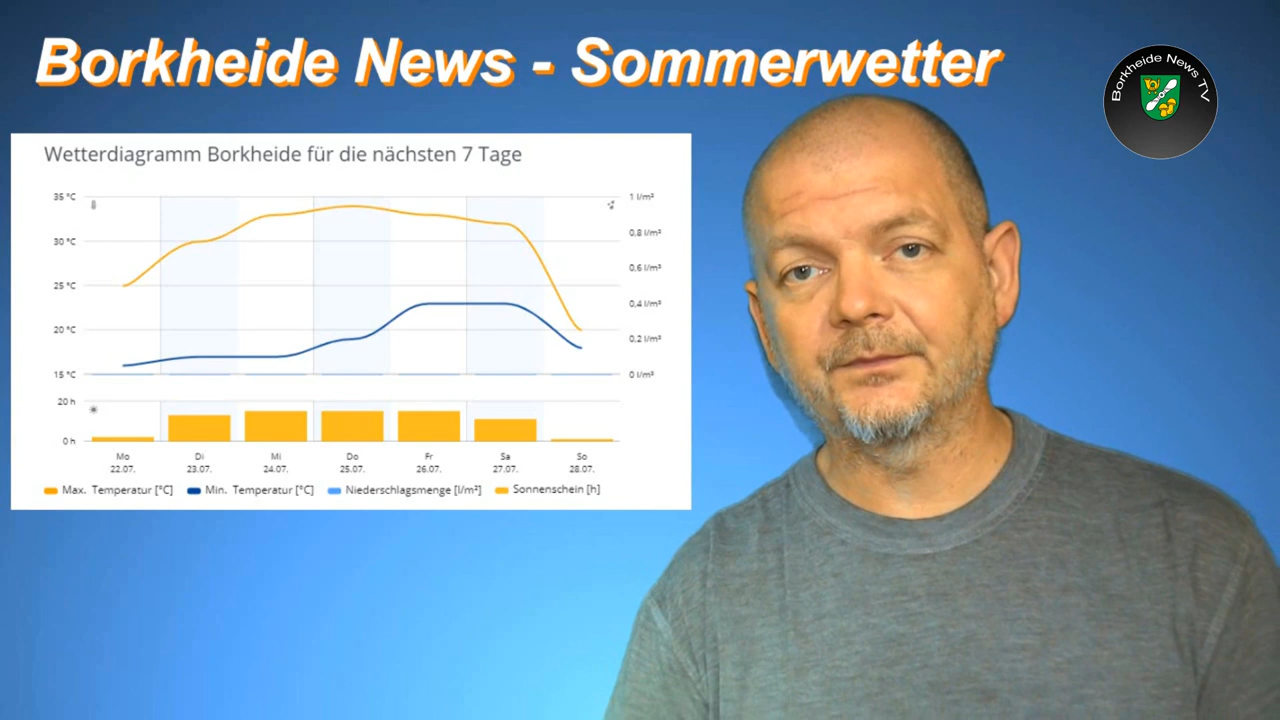 Borkheide News - Sommerwetter
Borkheide News TV
Wetterdiagramm Borkheide für die nächsten 7 Tage
35 °C
30 °C
25 °C
20 °C
15 °C
1 l/m²
0,8 l/m²
0,6 l/m²
0,4 l/m²
0,2 l/m²
0 l/m²
20 h
0 h
Mo Di Mi Do Fr Sa So
22.07. 23.07. 24.07. 25.07. 26.07. 27.07. 28.07.
Max. Temperatur [°C] Min. Temperatur [°C] Niederschlagsmenge [l/m²] Sonnenschein [h]